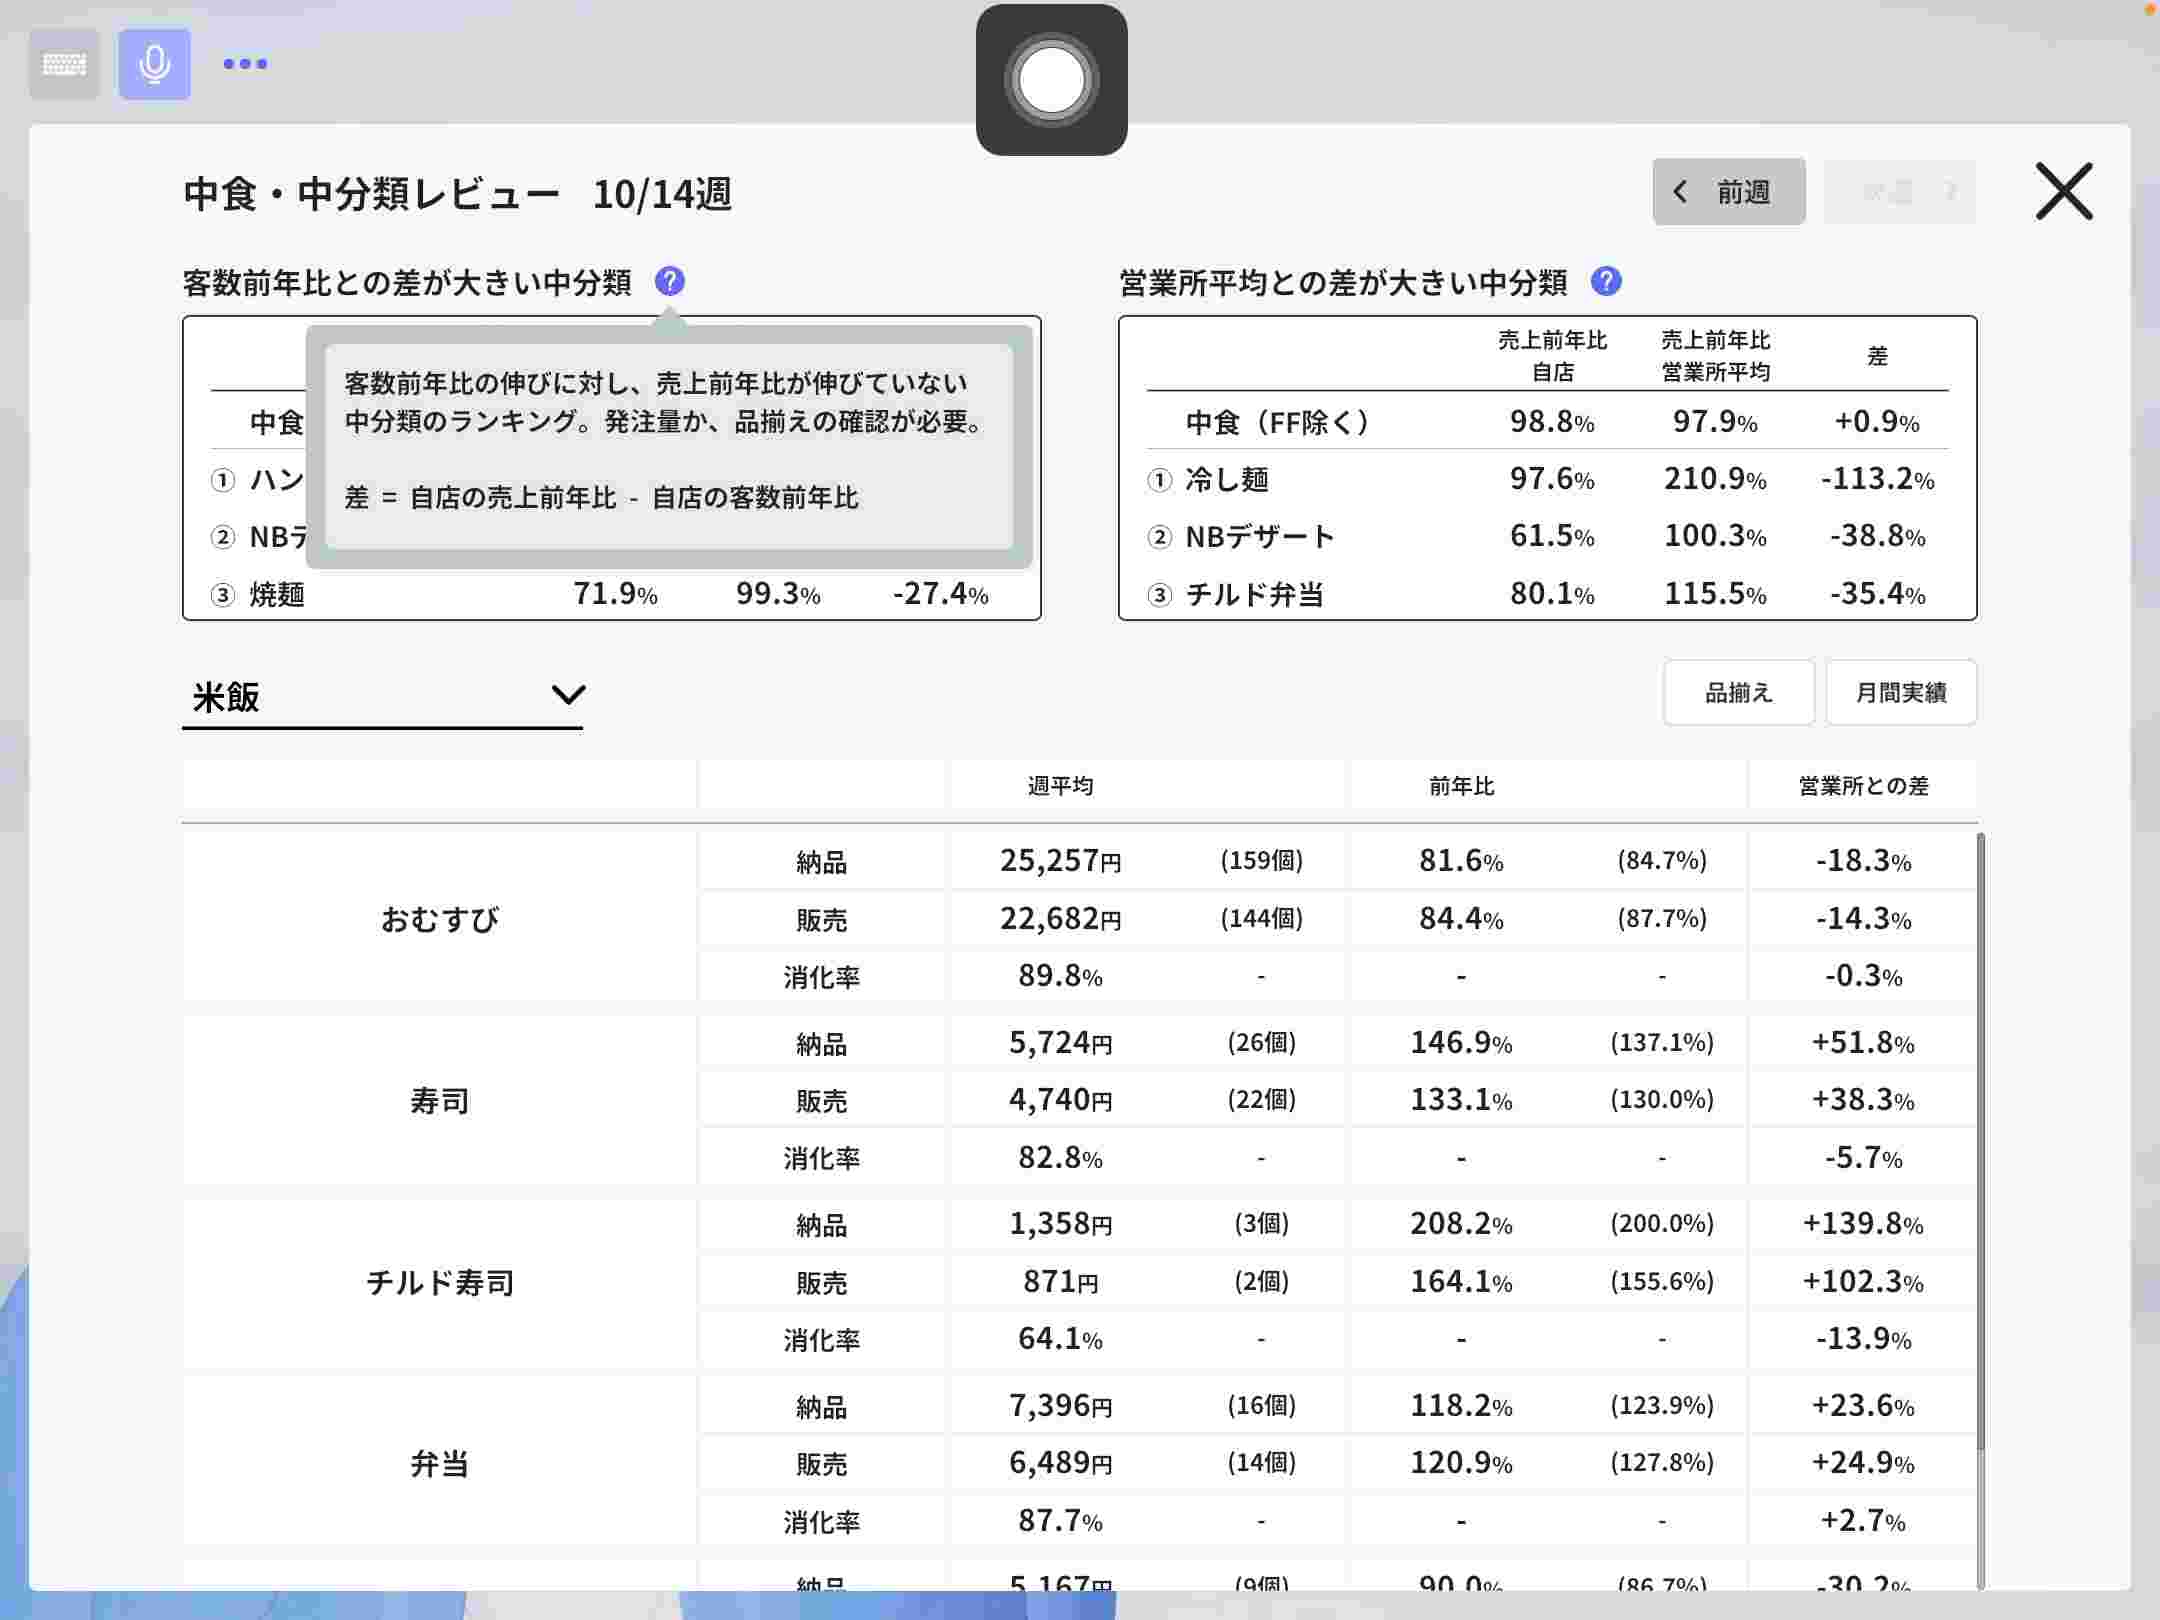 中食・中分類レビュー 10/14週
前週
客数前年比との差が大きい中分類 ?
客数前年比の伸びに対し、売上前年比が伸びていない
中分類のランキング。発注量か、品揃えの確認が必要。
差 = 自店の売上前年比 - 自店の客数前年比
中食
① ハン
② NBデ
③ 焼麺 71.9% 99.3% -27.4%
営業所平均との差が大きい中分類 ?
売上前年比 自店 売上前年比 営業所平均 差
中食（FF除く） 98.8% 97.9% +0.9%
① 冷し麺 97.6% 210.9% -113.2%
② NBデザート 61.5% 100.3% -38.8%
③ チルド弁当 80.1% 115.5% -35.4%
米飯
品揃え 月間実績
週平均 前年比 営業所との差
おむすび
納品 25,257円 (159個) 81.6% (84.7%) -18.3%
販売 22,682円 (144個) 84.4% (87.7%) -14.3%
消化率 89.8% - - - -0.3%
寿司
納品 5,724円 (26個) 146.9% (137.1%) +51.8%
販売 4,740円 (22個) 133.1% (130.0%) +38.3%
消化率 82.8% - - - -5.7%
チルド寿司
納品 1,358円 (3個) 208.2% (200.0%) +139.8%
販売 871円 (2個) 164.1% (155.6%) +102.3%
消化率 64.1% - - - -13.9%
弁当
納品 7,396円 (16個) 118.2% (123.9%) +23.6%
販売 6,489円 (14個) 120.9% (127.8%) +24.9%
消化率 87.7% - - - +2.7%
納品 5,167円 (9個) 90.0% (86.7%) -30.2%